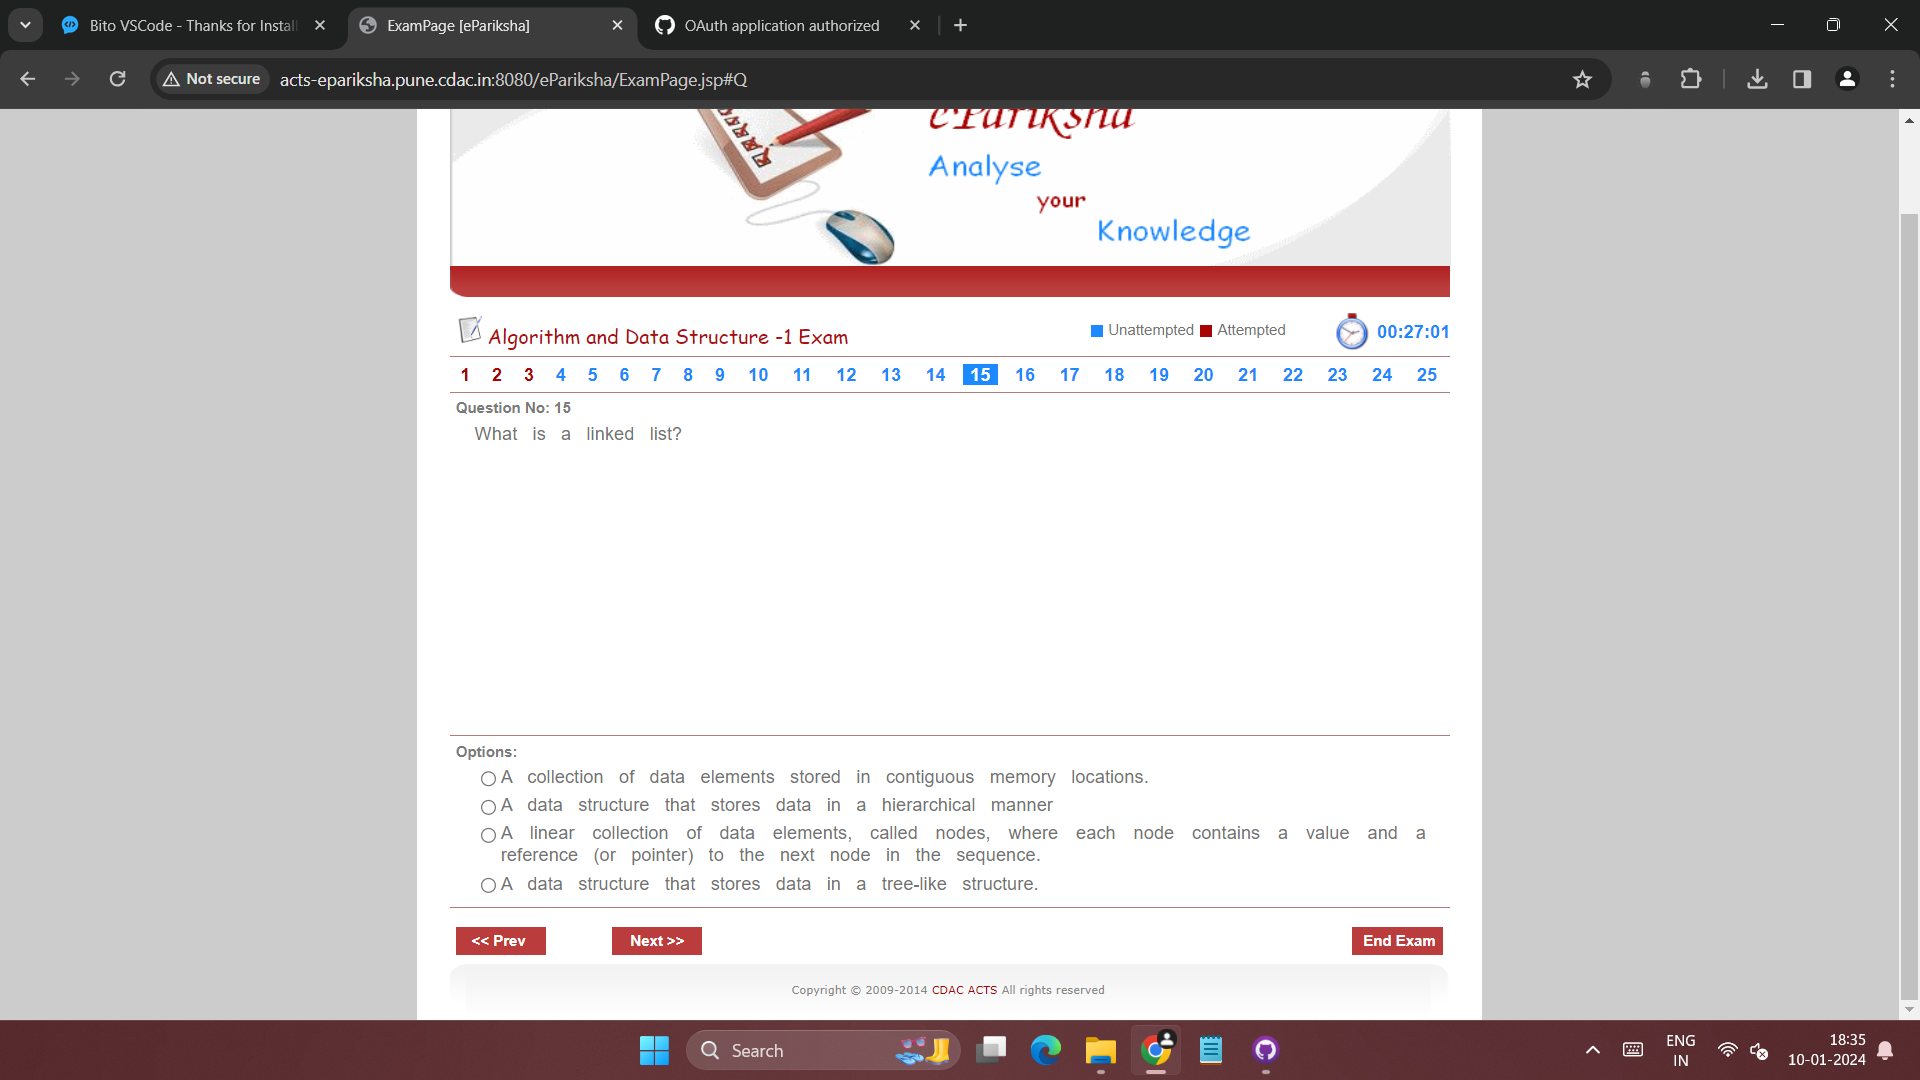 Bito VSCode - Thanks for Instal
ExamPage [ePariksha]
OAuth application authorized
Not secure
acts-epariksha.pune.cdac.in:8080/ePariksha/ExamPage.jsp#Q
ePariksha
Analyse
your
Knowledge
Algorithm and Data Structure -1 Exam
Unattempted Attempted
00:27:01
1 2 3 4 5 6 7 8 9 10 11 12 13 14 15 16 17 18 19 20 21 22 23 24 25
Question No: 15
What is a linked list?
Options:
A collection of data elements stored in contiguous memory locations.
A data structure that stores data in a hierarchical manner
A linear collection of data elements, called nodes, where each node contains a value and a
reference (or pointer) to the next node in the sequence.
A data structure that stores data in a tree-like structure.
<< Prev
Next >>
End Exam
Copyright © 2009-2014 CDAC ACTS All rights reserved
Search
ENG
IN
18:35
10-01-2024